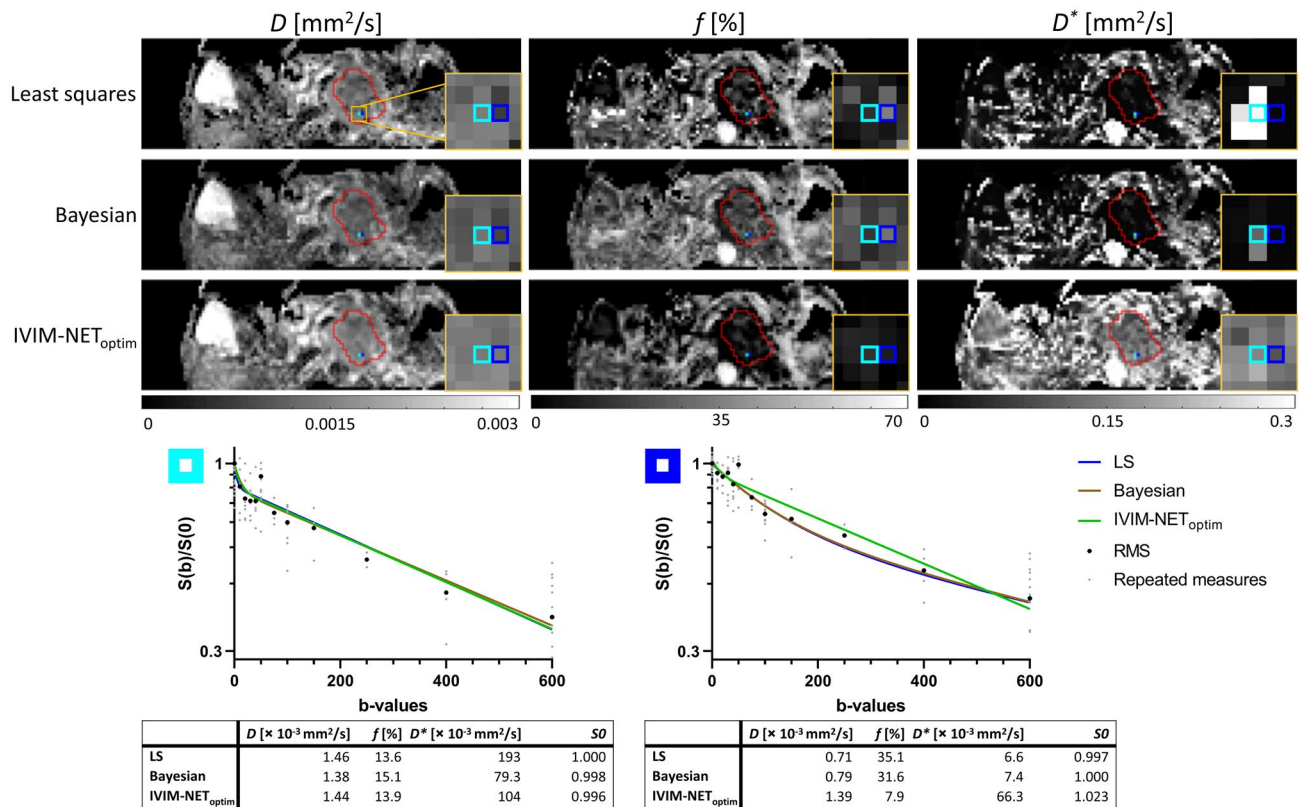 D [mm²/s] f [%] D* [mm²/s]
Least squares
Bayesian
IVIM-NEToptim
0 0.0015 0.003 0 35 70 0 0.15 0.3
1
S(b)/S(0)
0.3
0 200 400 600
b-values
1
S(b)/S(0)
0.3
0 200 400 600
b-values
LS
Bayesian
IVIM-NEToptim
RMS
Repeated measures
D [× 10-3 mm²/s] f [%] D* [× 10-3 mm²/s] S0
LS 1.46 13.6 193 1.000
Bayesian 1.38 15.1 79.3 0.998
IVIM-NEToptim 1.44 13.9 104 0.996
D [× 10-3 mm²/s] f [%] D* [× 10-3 mm²/s] S0
LS 0.71 35.1 6.6 0.997
Bayesian 0.79 31.6 7.4 1.000
IVIM-NEToptim 1.39 7.9 66.3 1.023